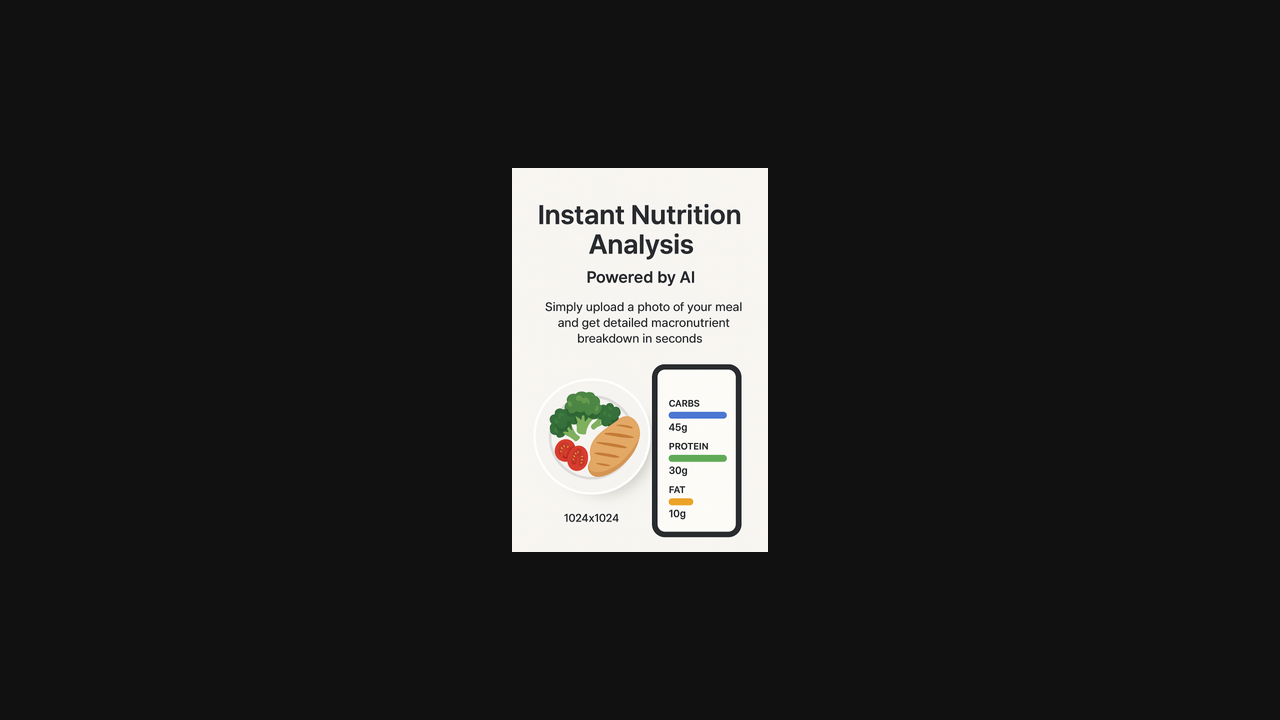 Instant Nutrition
Analysis
Powered by AI
Simply upload a photo of your meal
and get detailed macronutrient
breakdown in seconds
CARBS
45g
PROTEIN
30g
FAT
10g
1024x1024